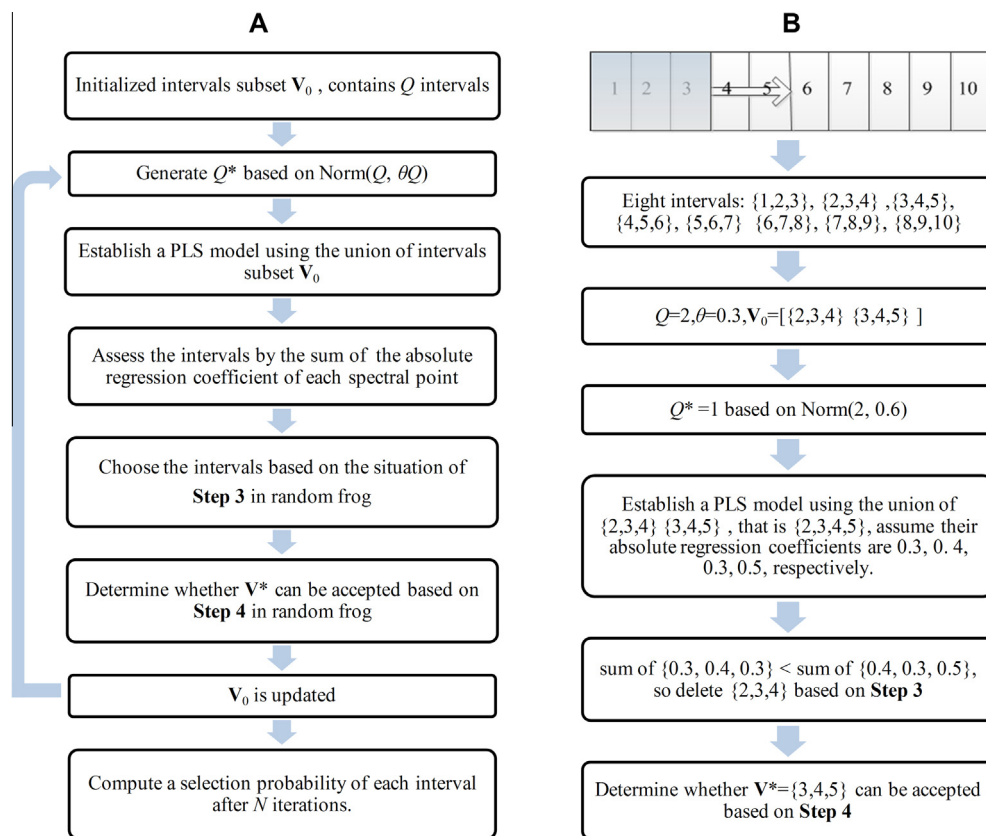 A
Initialized intervals subset V₀ , contains Q intervals
Generate Q* based on Norm(Q, θQ)
Establish a PLS model using the union of intervals
subset V₀
Assess the intervals by the sum of the absolute
regression coefficient of each spectral point
Choose the intervals based on the situation of
Step 3 in random frog
Determine whether V* can be accepted based on
Step 4 in random frog
V₀ is updated
Compute a selection probability of each interval
after N iterations.
B
1 2 3 4 5 6 7 8 9 10
Eight intervals: {1,2,3}, {2,3,4} ,{3,4,5},
{4,5,6}, {5,6,7} {6,7,8}, {7,8,9}, {8,9,10}
Q=2,θ=0.3,V₀=[{2,3,4} {3,4,5} ]
Q* =1 based on Norm(2, 0.6)
Establish a PLS model using the union of
{2,3,4} {3,4,5} , that is {2,3,4,5}, assume their
absolute regression coefficients are 0.3, 0. 4,
0.3, 0.5, respectively.
sum of {0.3, 0.4, 0.3} < sum of {0.4, 0.3, 0.5},
so delete {2,3,4} based on Step 3
Determine whether V*={3,4,5} can be accepted
based on Step 4